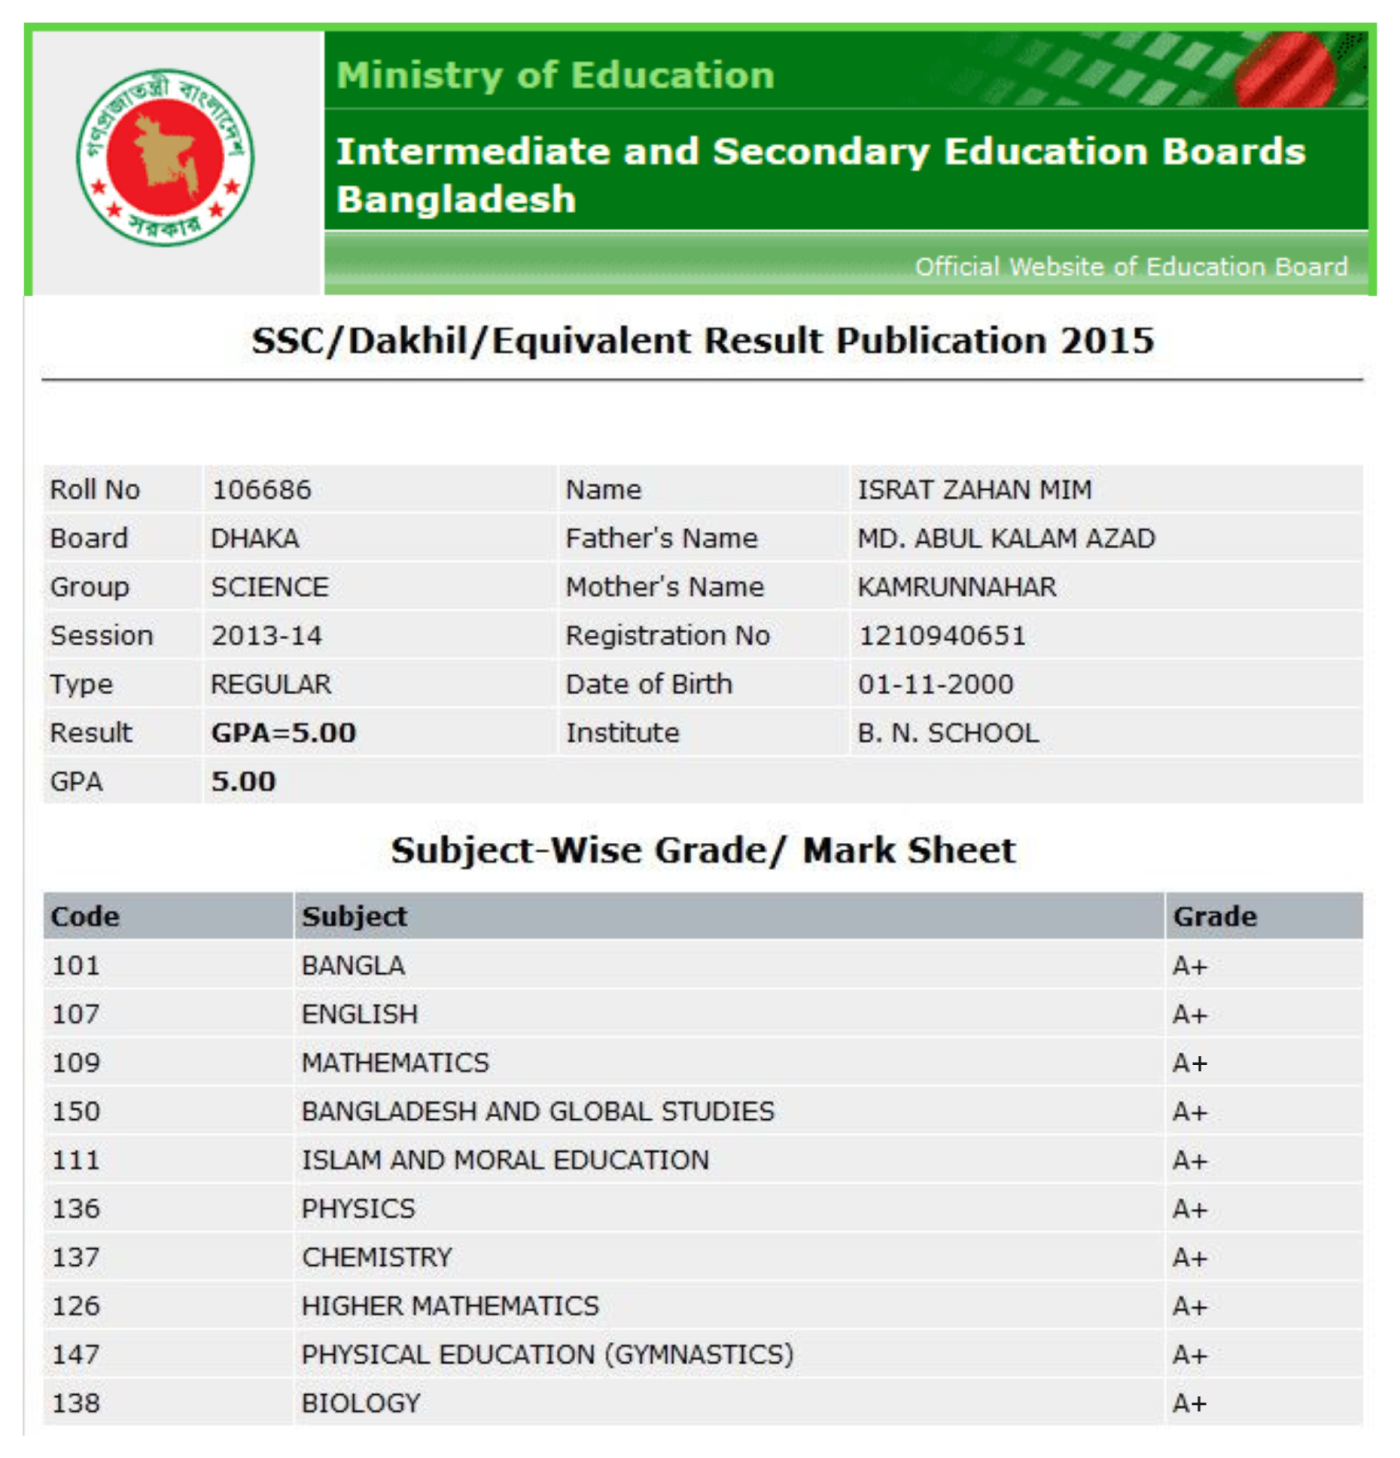 গণপ্রজাতন্ত্রী বাংলাদেশ
সরকার
Ministry of Education
Intermediate and Secondary Education Boards
Bangladesh
Official Website of Education Board
SSC/Dakhil/Equivalent Result Publication 2015
Roll No 106686 Name ISRAT ZAHAN MIM
Board DHAKA Father's Name MD. ABUL KALAM AZAD
Group SCIENCE Mother's Name KAMRUNNAHAR
Session 2013-14 Registration No 1210940651
Type REGULAR Date of Birth 01-11-2000
Result GPA=5.00 Institute B. N. SCHOOL
GPA 5.00
Subject-Wise Grade/ Mark Sheet
Code Subject Grade
101 BANGLA A+
107 ENGLISH A+
109 MATHEMATICS A+
150 BANGLADESH AND GLOBAL STUDIES A+
111 ISLAM AND MORAL EDUCATION A+
136 PHYSICS A+
137 CHEMISTRY A+
126 HIGHER MATHEMATICS A+
147 PHYSICAL EDUCATION (GYMNASTICS) A+
138 BIOLOGY A+